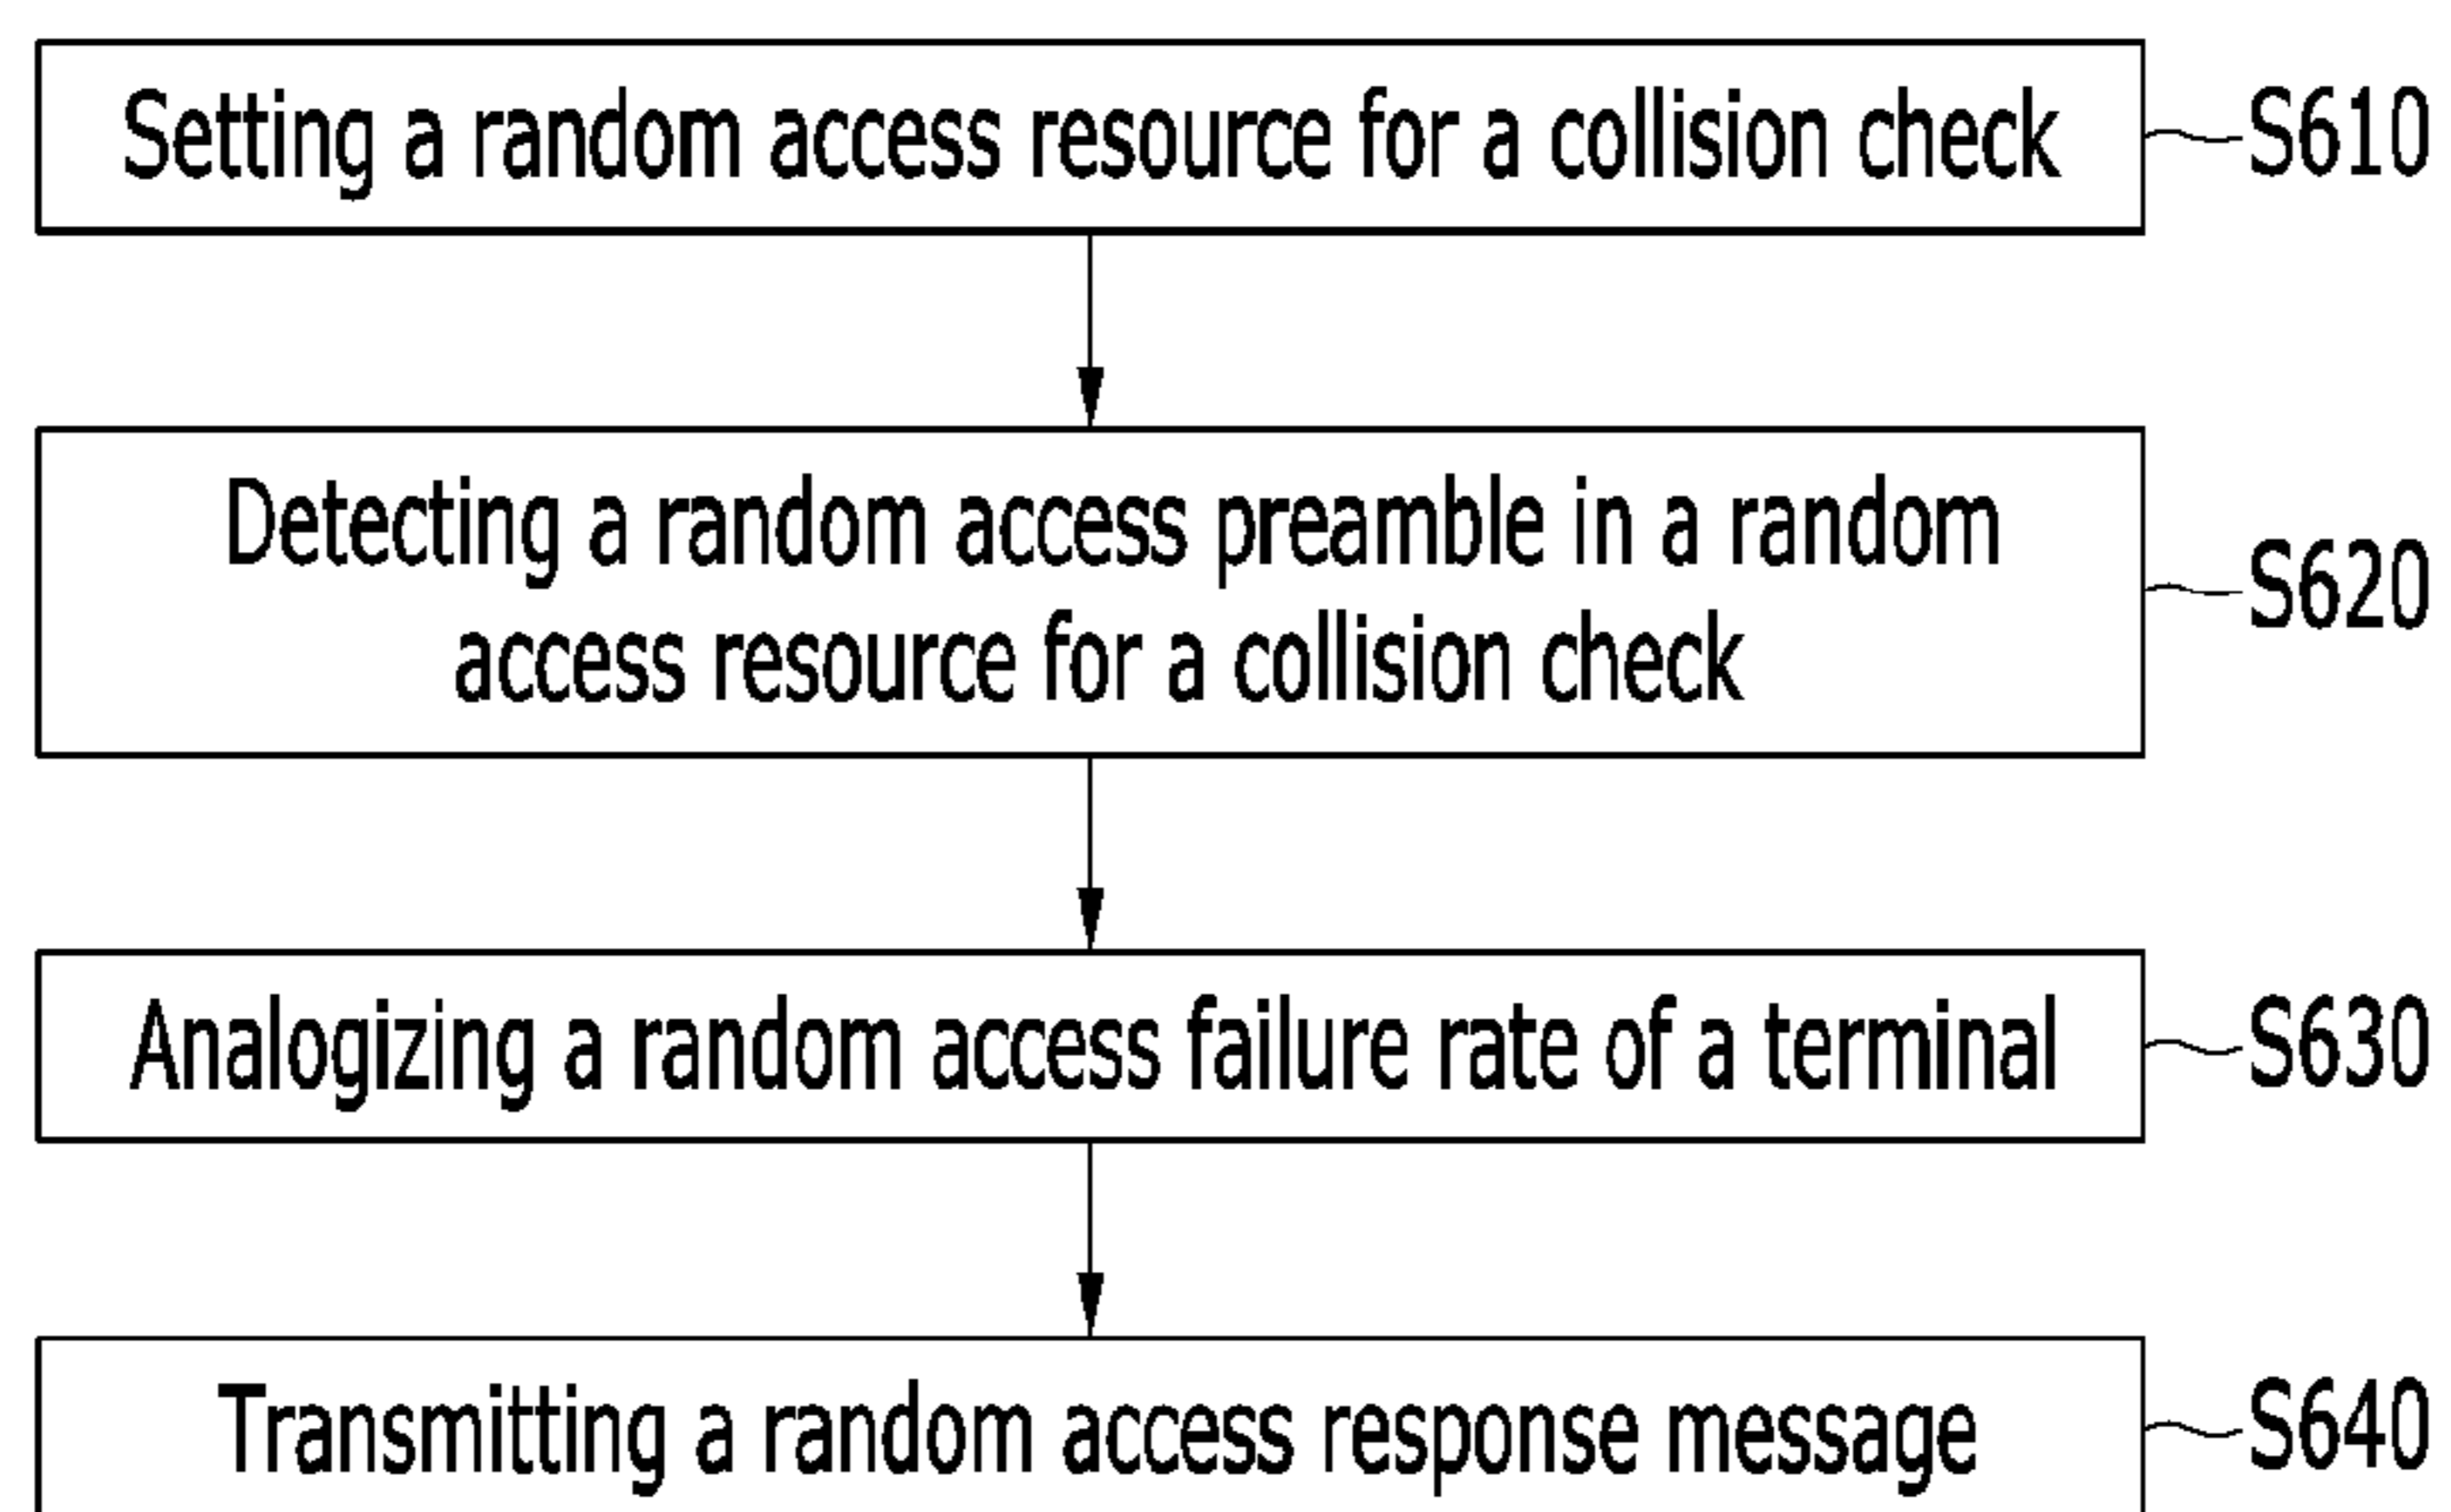 Setting a random access resource for a collision check
S610
Detecting a random access preamble in a random
access resource for a collision check
S620
Analogizing a random access failure rate of a terminal
S630
Transmitting a random access response message
S640